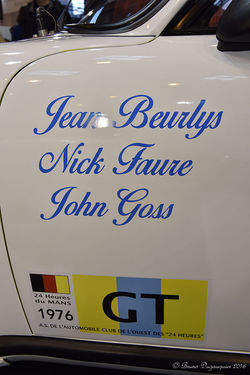 Jean Beurlys
Nick Faure
John Goss
24 Heures
du MANS
1976
GT
A.S. DE L'AUTOMOBILE CLUB DE L'OUEST DES "24 HEURES"
© Bruno Duquesquier 2016